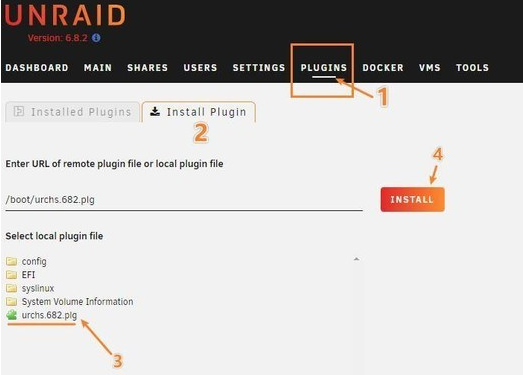 UNRAID
Version: 6.8.2
DASHBOARD MAIN SHARES USERS SETTINGS PLUGINS DOCKER VMS TOOLS
1
Installed Plugins Install Plugin
2
Enter URL of remote plugin file or local plugin file
4
/boot/urchs.682.plg
INSTALL
Select local plugin file
config
EFI
syslinux
System Volume Information
urchs.682.plg
3